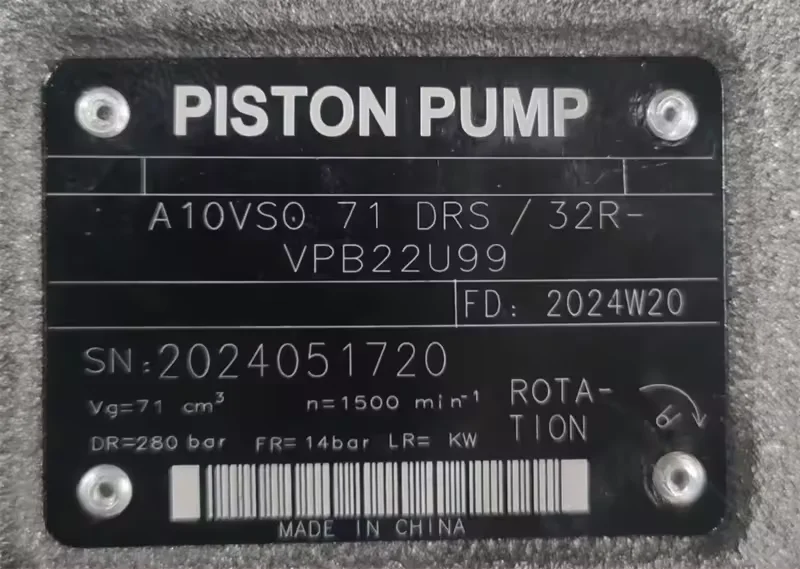 PISTON PUMP
A10VSO 71 DRS / 32R-
VPB22U99
FD: 2024W20
SN:2024051720
Vg=71 cm³ n=1500 min⁻¹ ROTA-
TION
DR=280 bar FR=14bar LR= KW
MADE IN CHINA